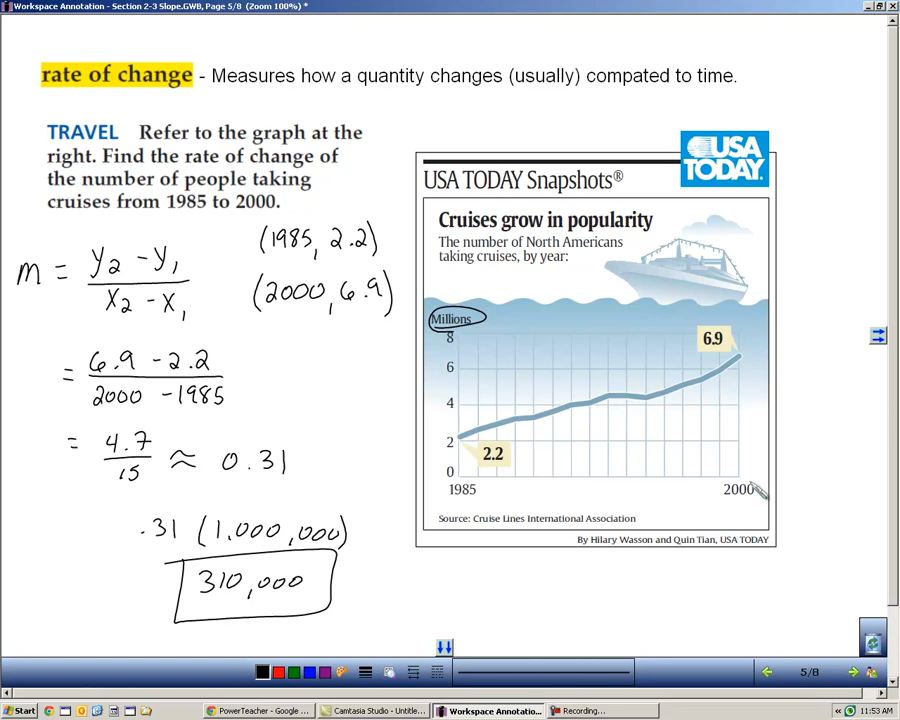 Workspace Annotation - Section 2-3 Slope.GWB, Page 5/8 (Zoom 100%) *
rate of change - Measures how a quantity changes (usually) compated to time.
TRAVEL Refer to the graph at the
right. Find the rate of change of
the number of people taking
cruises from 1985 to 2000.
(1985, 2.2)
(2000, 6.9)
m = y2 - y1
x2 - x1
= 6.9 - 2.2
2000 - 1985
= 4.7
15
≈ 0.31
.31 (1,000,000)
310,000
USA
TODAY.
USA TODAY Snapshots®
Cruises grow in popularity
The number of North Americans
taking cruises, by year:
Millions
8
6
4
2
0
6.9
2.2
1985
2000
Source: Cruise Lines International Association
By Hilary Wasson and Quin Tian, USA TODAY
5/8
Start
PowerTeacher - Google ...
Camtasia Studio - Untitle...
Workspace Annotatio...
Recording...
11:53 AM